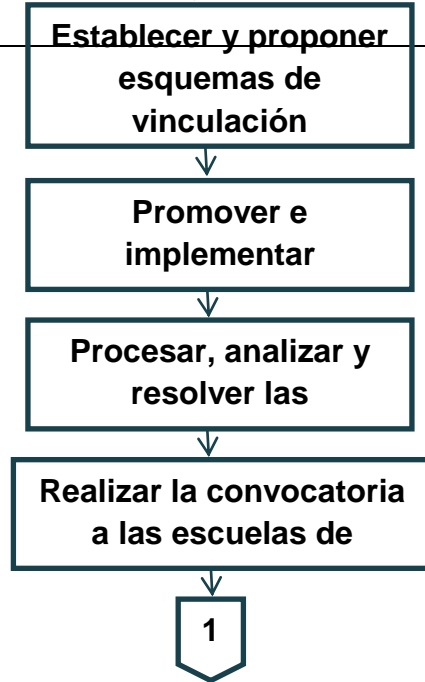 Establecer y proponer
esquemas de
vinculación
Promover e
implementar
Procesar, analizar y
resolver las
Realizar la convocatoria
a las escuelas de
1